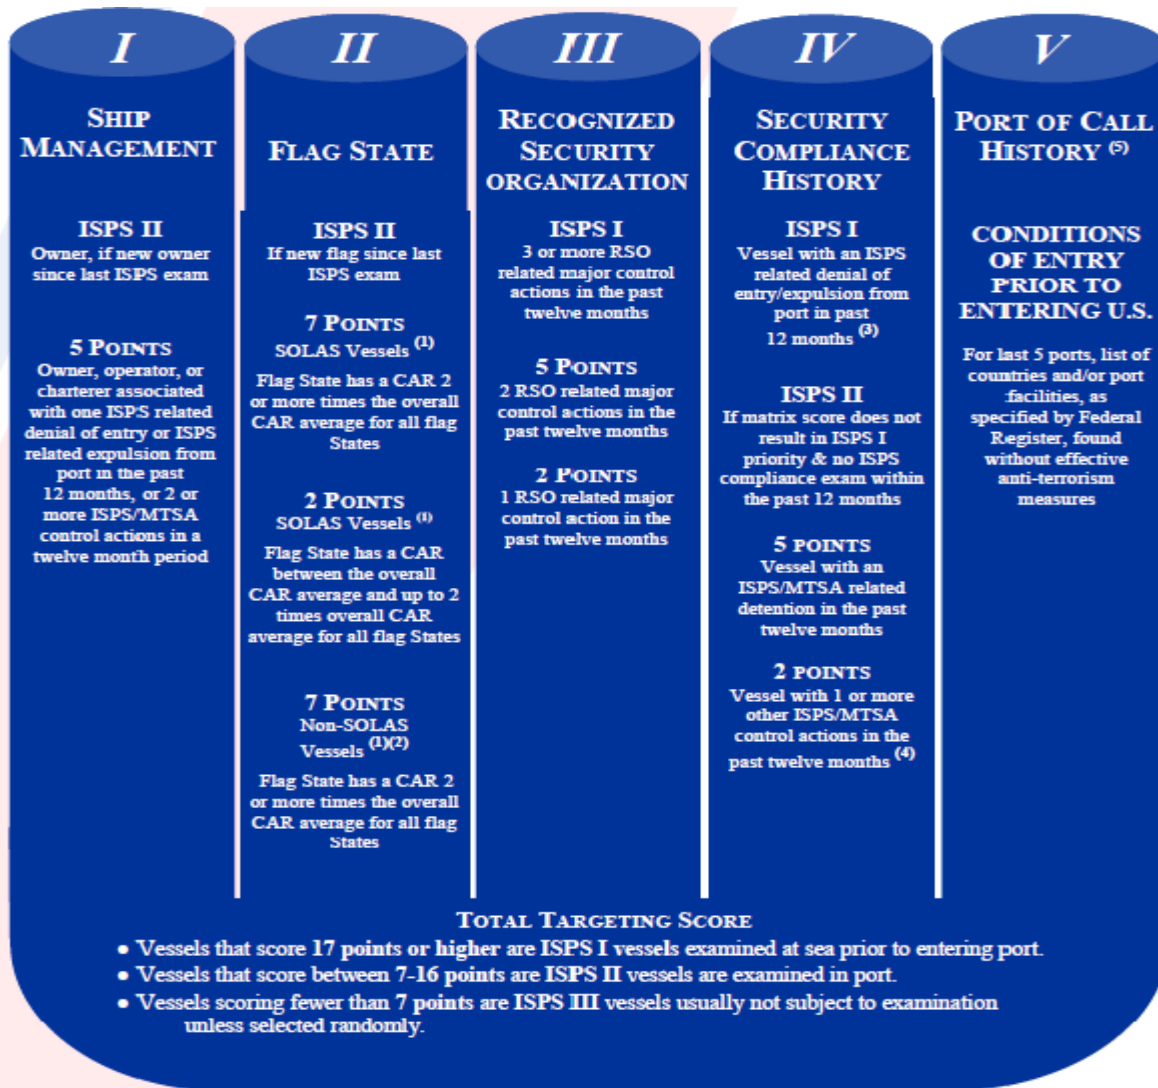 I
SHIP
MANAGEMENT
ISPS II
Owner, if new owner
since last ISPS exam
5 POINTS
Owner, operator, or
charterer associated
with one ISPS related
denial of entry or ISPS
related expulsion from
port in the past
12 months, or 2 or
more ISPS/MTSA
control actions in a
twelve month period
II
FLAG STATE
ISPS II
If new flag since last
ISPS exam
7 POINTS
SOLAS Vessels (1)
Flag State has a CAR 2
or more times the overall
CAR average for all flag
States
2 POINTS
SOLAS Vessels (1)
Flag State has a CAR
between the overall
CAR average and up to 2
times overall CAR
average for all flag States
7 POINTS
Non-SOLAS
Vessels (1)(2)
Flag State has a CAR 2
or more times the overall
CAR average for all flag
States
III
RECOGNIZED
SECURITY
ORGANIZATION
ISPS I
3 or more RSO
related major control
actions in the past
twelve months
5 POINTS
2 RSO related major
control actions in the
past twelve months
2 POINTS
1 RSO related major
control action in the
past twelve months
IV
SECURITY
COMPLIANCE
HISTORY
ISPS I
Vessel with an ISPS
related denial of
entry/expulsion from
port in past
12 months (3)
ISPS II
If matrix score does not
result in ISPS I
priority & no ISPS
compliance exam within
the past 12 months
5 POINTS
Vessel with an
ISPS/MTSA related
detention in the past
twelve months
2 POINTS
Vessel with 1 or more
other ISPS/MTSA
control actions in the
past twelve months (4)
V
PORT OF CALL
HISTORY (5)
CONDITIONS
OF ENTRY
PRIOR TO
ENTERING U.S.
For last 5 ports, list of
countries and/or port
facilities, as
specified by Federal
Register, found
without effective
anti-terrorism
measures
TOTAL TARGETING SCORE
● Vessels that score 17 points or higher are ISPS I vessels examined at sea prior to entering port.
● Vessels that score between 7-16 points are ISPS II vessels are examined in port.
● Vessels scoring fewer than 7 points are ISPS III vessels usually not subject to examination
unless selected randomly.